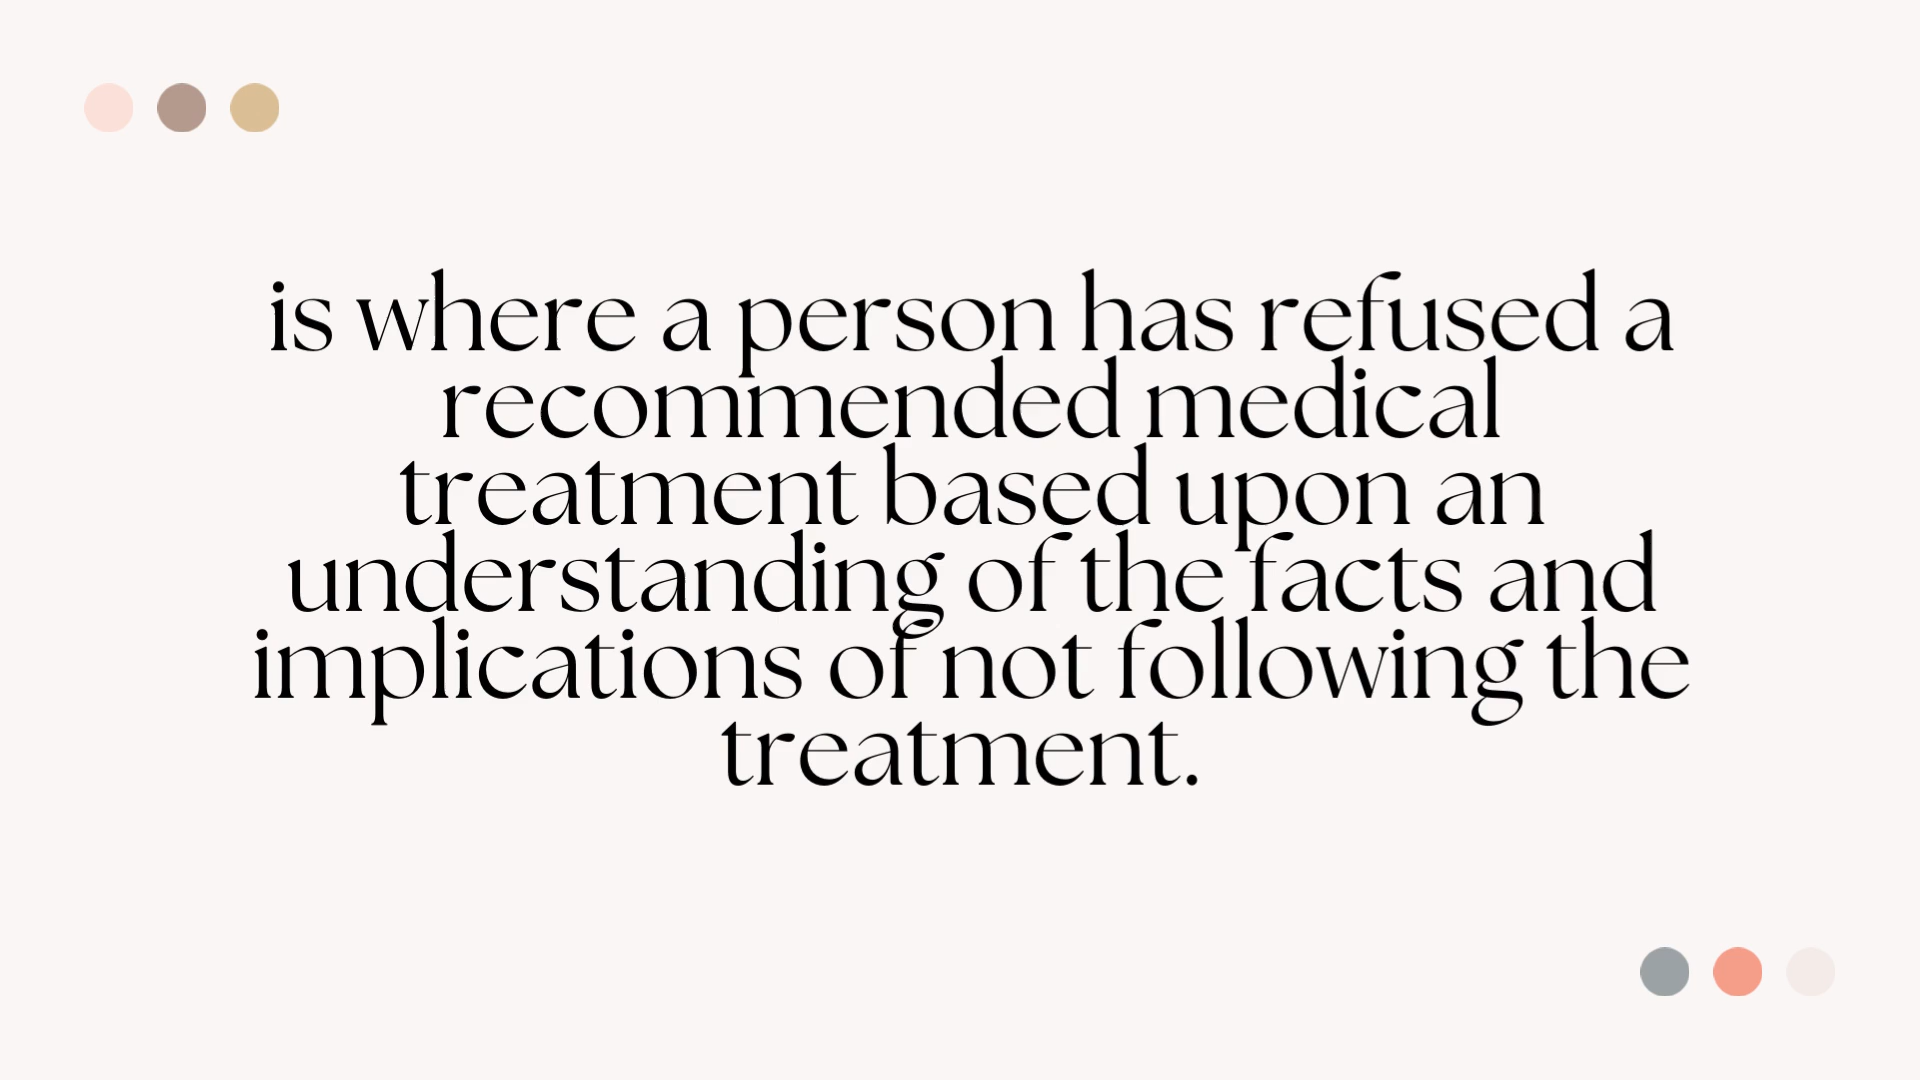 is where a person has refused a
recommended medical
treatment based upon an
understanding of the facts and
implications of not following the
treatment.